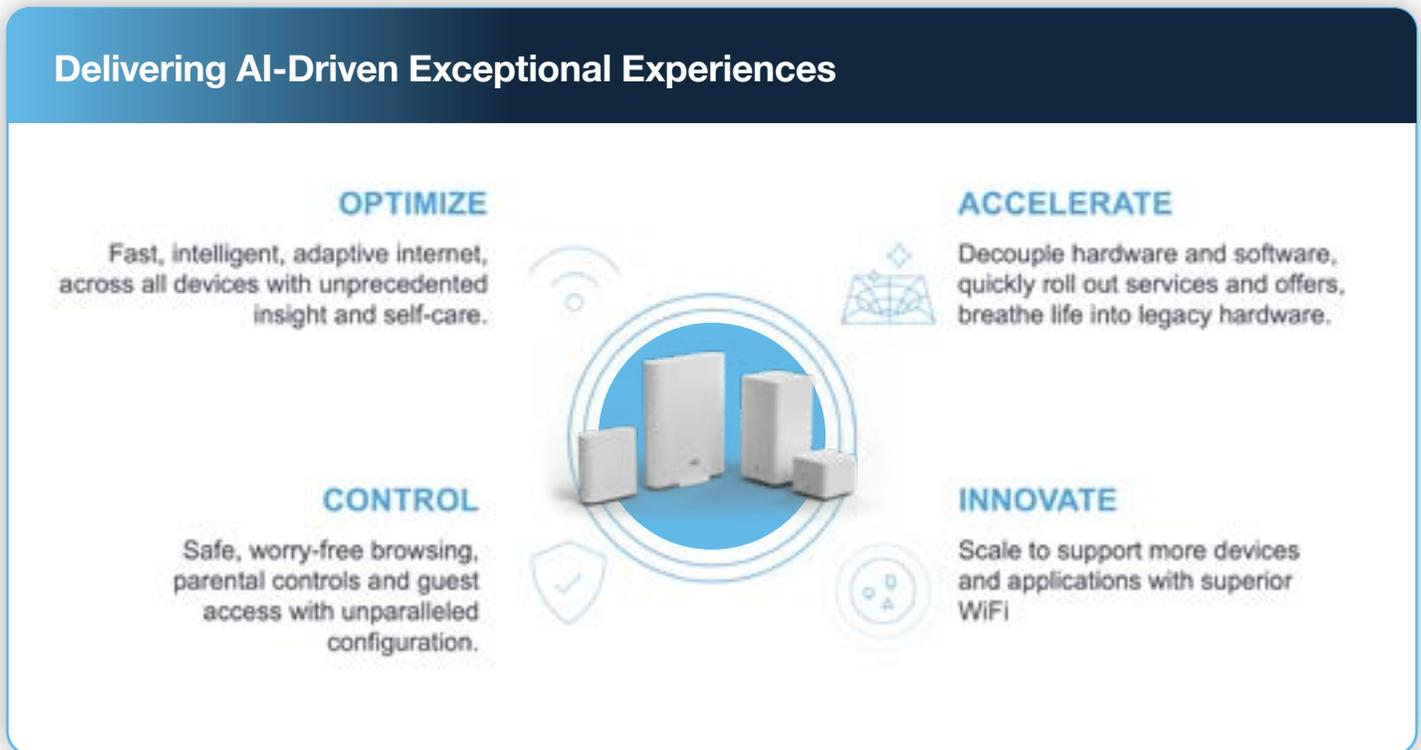 Delivering AI-Driven Exceptional Experiences
OPTIMIZE
Fast, intelligent, adaptive internet,
across all devices with unprecedented
insight and self-care.
ACCELERATE
Decouple hardware and software,
quickly roll out services and offers,
breathe life into legacy hardware.
CONTROL
Safe, worry-free browsing,
parental controls and guest
access with unparalleled
configuration.
INNOVATE
Scale to support more devices
and applications with superior
WiFi